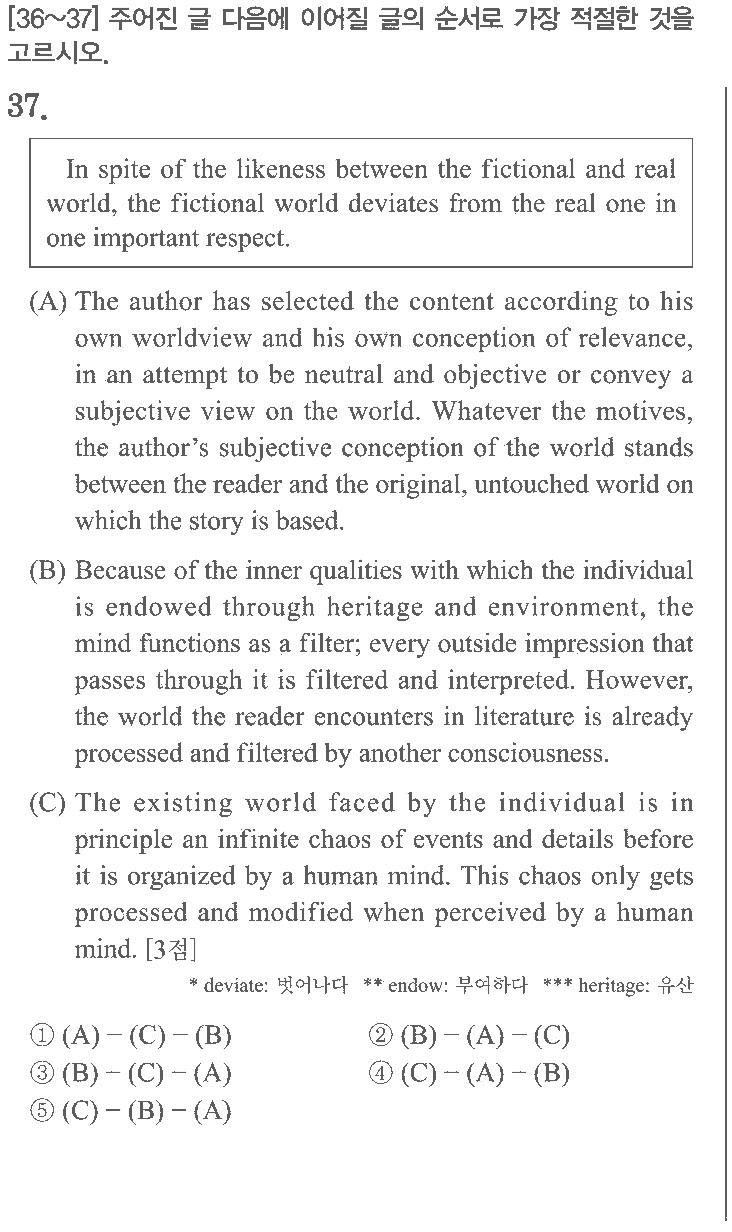 [36~37] 주어진 글 다음에 이어질 글의 순서로 가장 적절한 것을
고르시오.
37.
In spite of the likeness between the fictional and real
world, the fictional world deviates from the real one in
one important respect.
(A) The author has selected the content according to his
own worldview and his own conception of relevance,
in an attempt to be neutral and objective or convey a
subjective view on the world. Whatever the motives,
the author's subjective conception of the world stands
between the reader and the original, untouched world on
which the story is based.
(B) Because of the inner qualities with which the individual
is endowed through heritage and environment, the
mind functions as a filter; every outside impression that
passes through it is filtered and interpreted. However,
the world the reader encounters in literature is already
processed and filtered by another consciousness.
(C) The existing world faced by the individual is in
principle an infinite chaos of events and details before
it is organized by a human mind. This chaos only gets
processed and modified when perceived by a human
mind. [3점]
* deviate: 벗어나다 ** endow: 부여하다 *** heritage: 유산
① (A) - (C) - (B) ② (B) - (A) - (C)
③ (B) - (C) - (A) ④ (C) - (A) - (B)
⑤ (C) - (B) - (A)